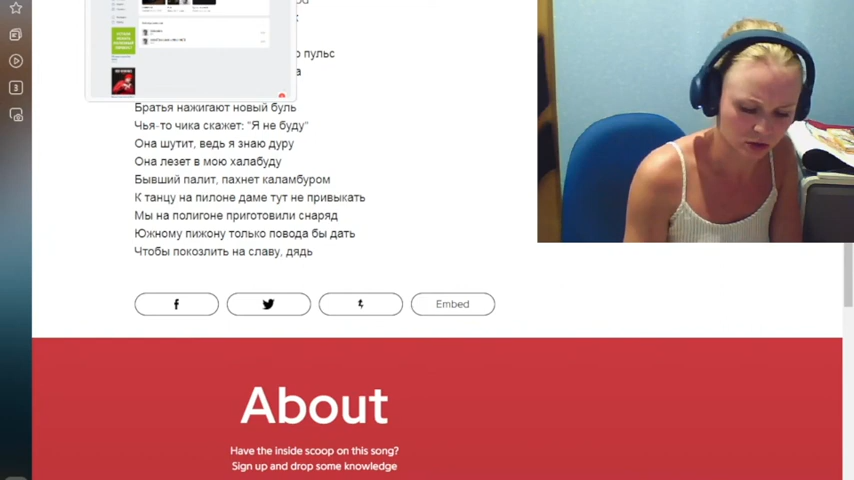 пульс
Братья нажигают новый буль
Чья-то чика скажет: "Я не буду"
Она шутит, ведь я знаю дуру
Она лезет в мою халабуду
Бывший палит, пахнет каламбуром
К танцу на пилоне даме тут не привыкать
Мы на полигоне приготовили снаряд
Южному пижону только повода бы дать
Чтобы покозлить на славу, дядь
3
Embed
About
Have the inside scoop on this song?
Sign up and drop some knowledge